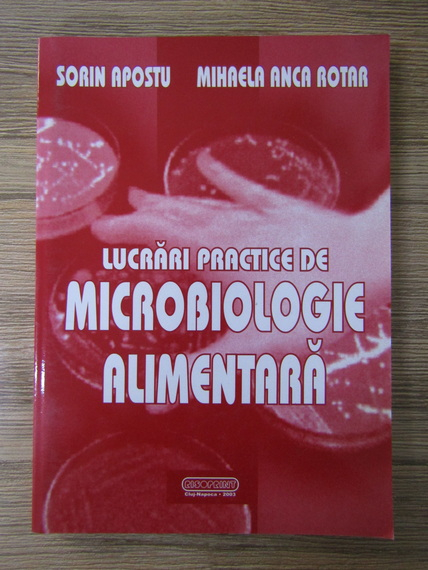 SORIN APOSTU MIHAELA ANCA ROTAR
LUCRĂRI PRACTICE DE
MICROBIOLOGIE
ALIMENTARĂ
RISOPRINT
Cluj Napoca • 2003